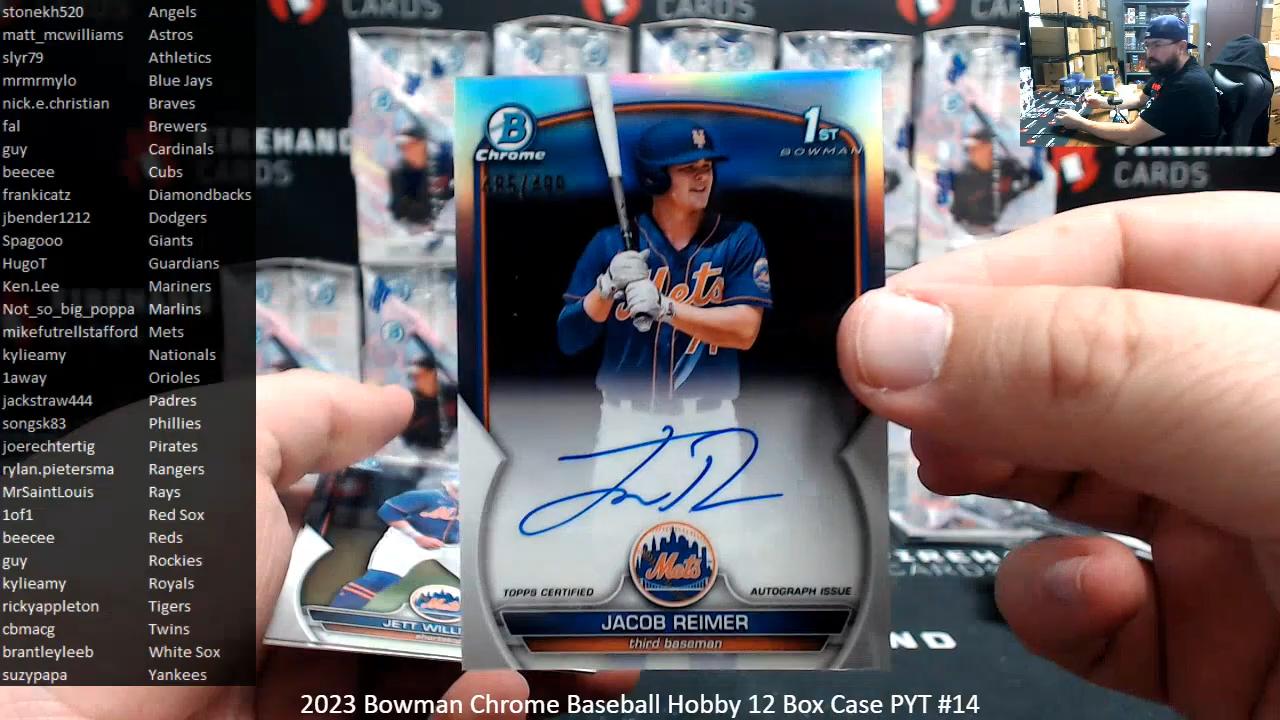 stonekh520 Angels
matt_mcwilliams Astros
slyr79 Athletics
mrmrmylo Blue Jays
nick.e.christian Braves
fal Brewers
guy Cardinals
beecee Cubs
frankicatz Diamondbacks
jbender1212 Dodgers
Spagooo Giants
HugoT Guardians
Ken.Lee Mariners
Not_so_big_poppa Marlins
mikefutrellstafford Mets
kylieamy Nationals
1away Orioles
jackstraw444 Padres
songsk83 Phillies
joerechtertig Pirates
rylan.pietersma Rangers
MrSaintLouis Rays
1of1 Red Sox
beecee Reds
guy Rockies
kylieamy Royals
rickyappleton Tigers
cbmacg Twins
brantleyleeb White Sox
suzypapa Yankees
CARDS
CARDS
CARDS
B
Chrome
1ST
BOWMAN
Mets
Mets
TOPPS CERTIFIED
AUTOGRAPH ISSUE
JACOB REIMER
third baseman
JETT WILLI
2023 Bowman Chrome Baseball Hobby 12 Box Case PYT #14